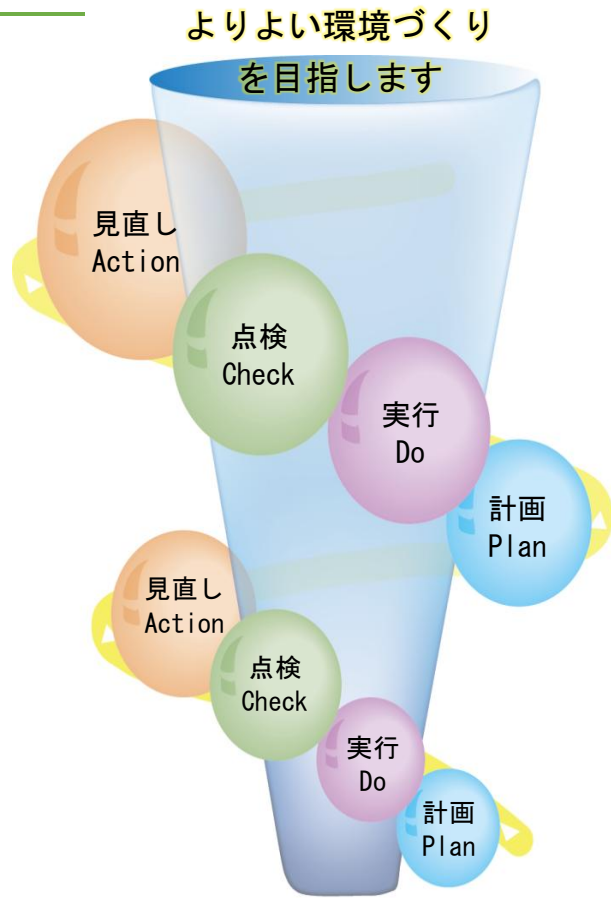 よりよい環境づくり
を目指します
見直し
Action
点検
Check
実行
Do
計画
Plan
見直し
Action
点検
Check
実行
Do
計画
Plan